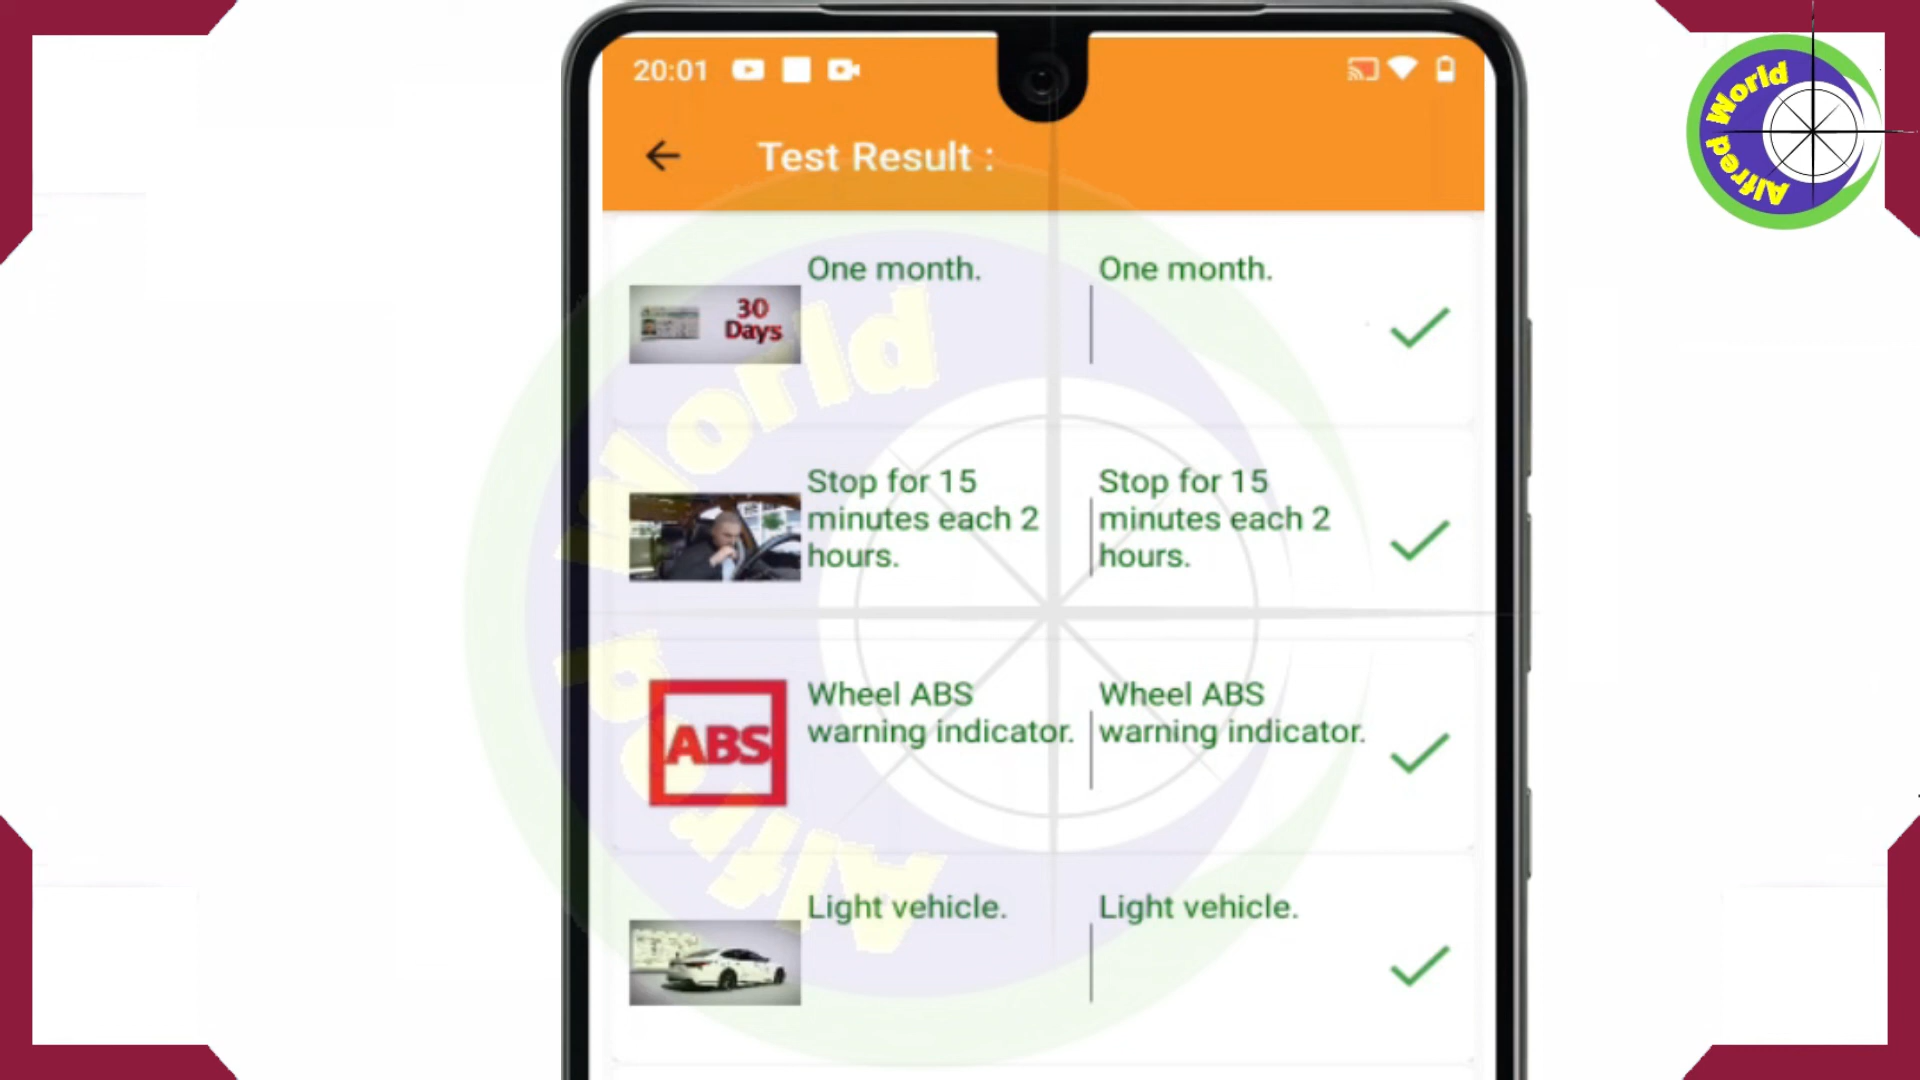 20:01
Test Result :
Alfred World
30
Days
One month.
One month.
Stop for 15
minutes each 2
hours.
Stop for 15
minutes each 2
hours.
ABS
Wheel ABS
warning indicator.
Wheel ABS
warning indicator.
Light vehicle.
Light vehicle.
Alfred World